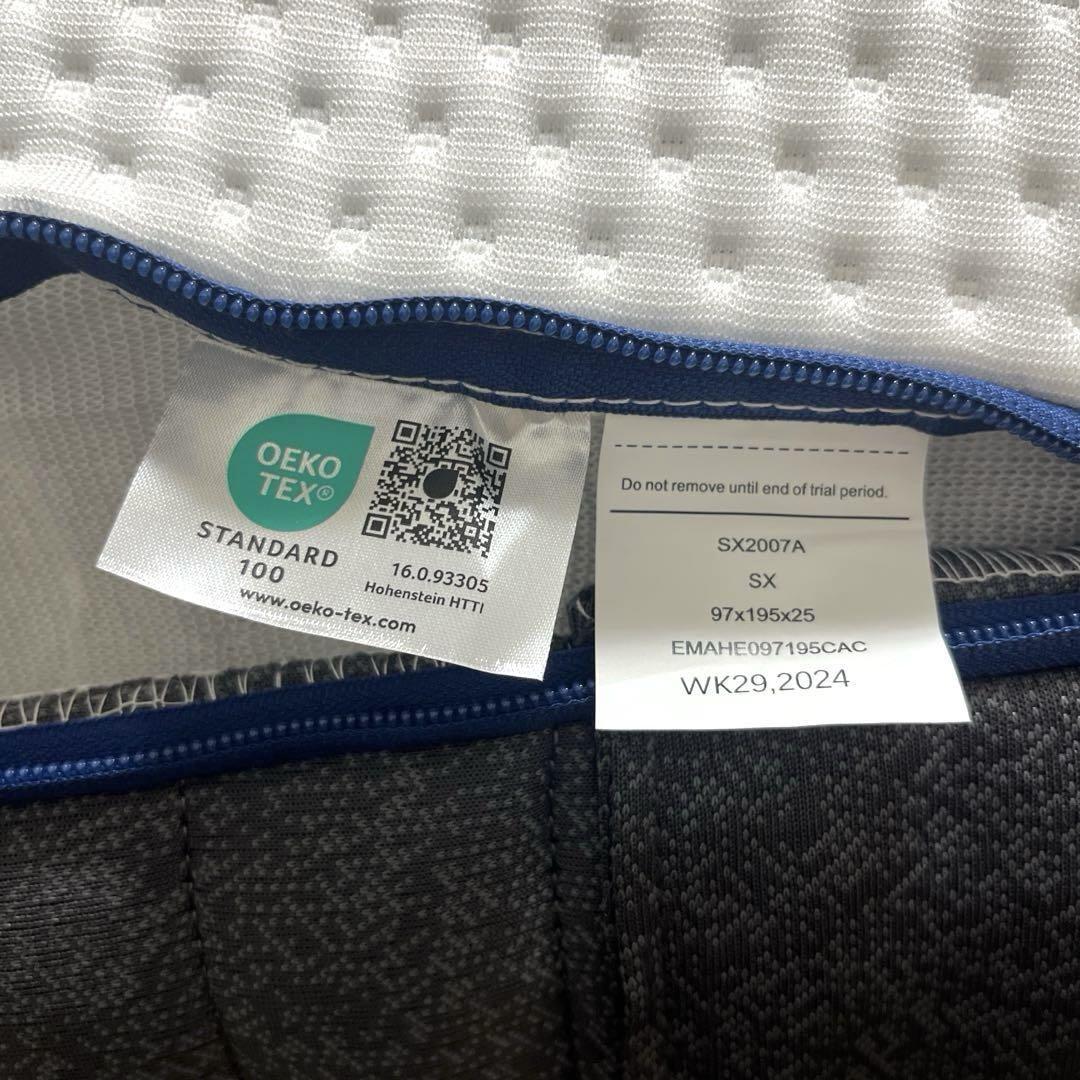 OEKO
TEX®
STANDARD
100
16.0.93305
Hohenstein HTTI
www.oeko-tex.com
Do not remove until end of trial period.
SX2007A
SX
97x195x25
EMAHE097195CAC
WK29,2024